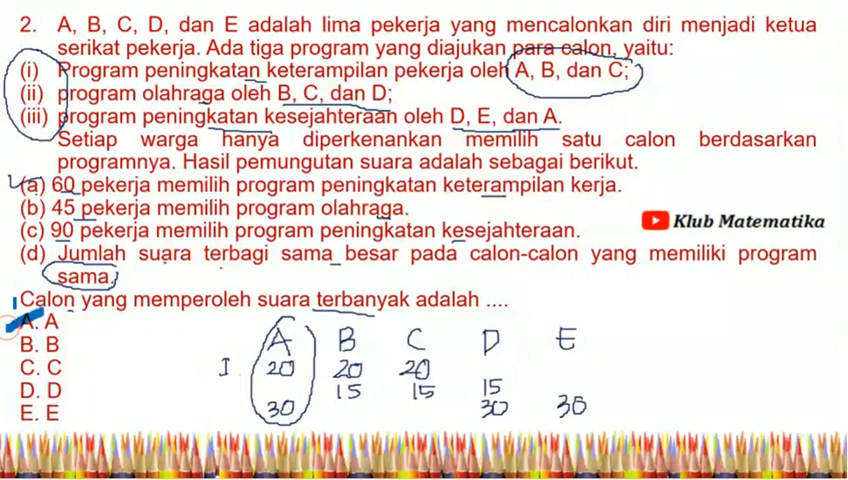 2. A, B, C, D, dan E adalah lima pekerja yang mencalonkan diri menjadi ketua
serikat pekerja. Ada tiga program yang diajukan para calon, yaitu:
(i) Program peningkatan keterampilan pekerja oleh A, B, dan C;
(ii) program olahraga oleh B, C, dan D;
(iii) program peningkatan kesejahteraan oleh D, E, dan A.
Setiap warga hanya diperkenankan memilih satu calon berdasarkan
programnya. Hasil pemungutan suara adalah sebagai berikut.
(a) 60 pekerja memilih program peningkatan keterampilan kerja.
(b) 45 pekerja memilih program olahraga.
(c) 90 pekerja memilih program peningkatan kesejahteraan.
Klub Matematika
(d) Jumlah suara terbagi sama besar pada calon-calon yang memiliki program
sama.
Calon yang memperoleh suara terbanyak adalah ....
A. A
B. B
C. C
D. D
E. E
A B C D E
I 20 20 20
15 15 15
30 30 30